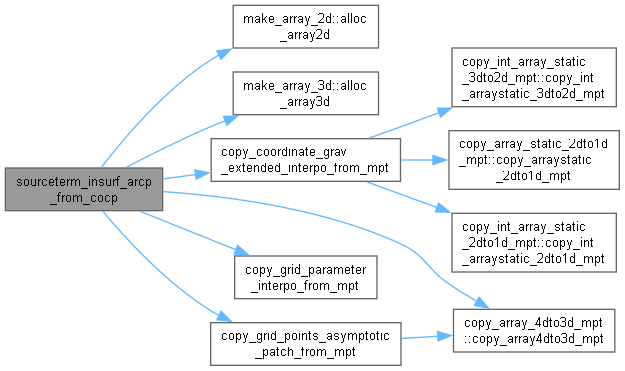 sourceterm_insurf_arcp
_from_cocp
make_array_2d::alloc
_array2d
make_array_3d::alloc
_array3d
copy_coordinate_grav
_extended_interpo_from_mpt
copy_grid_parameter
_interpo_from_mpt
copy_grid_points_asymptotic
_patch_from_mpt
copy_int_array_static
_3dto2d_mpt::copy_int
_arraystatic_3dto2d_mpt
copy_array_static_2dto1d
_mpt::copy_arraystatic
_2dto1d_mpt
copy_int_array_static
_2dto1d_mpt::copy_int
_arraystatic_2dto1d_mpt
copy_array_4dto3d_mpt
::copy_array4dto3d_mpt